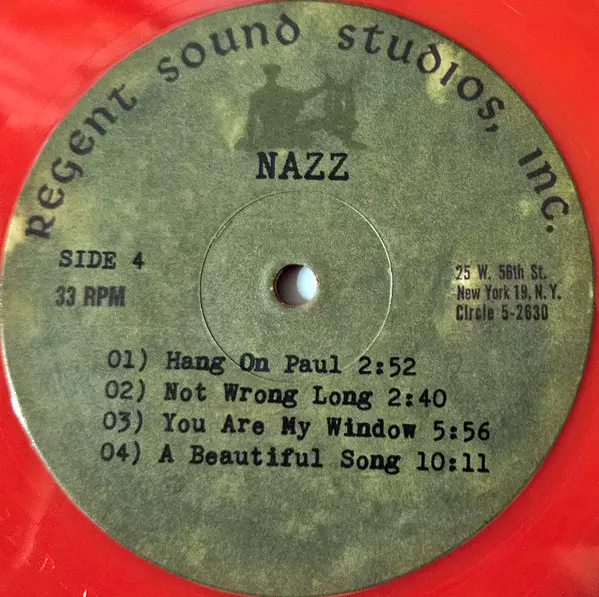 Regent Sound Studios, Inc.
NAZZ
SIDE 4
33 RPM
25 W. 56th St.
New York 19, N. Y.
Circle 5-2630
01) Hang On Paul 2:52
02) Not Wrong Long 2:40
03) You Are My Window 5:56
04) A Beautiful Song 10:11